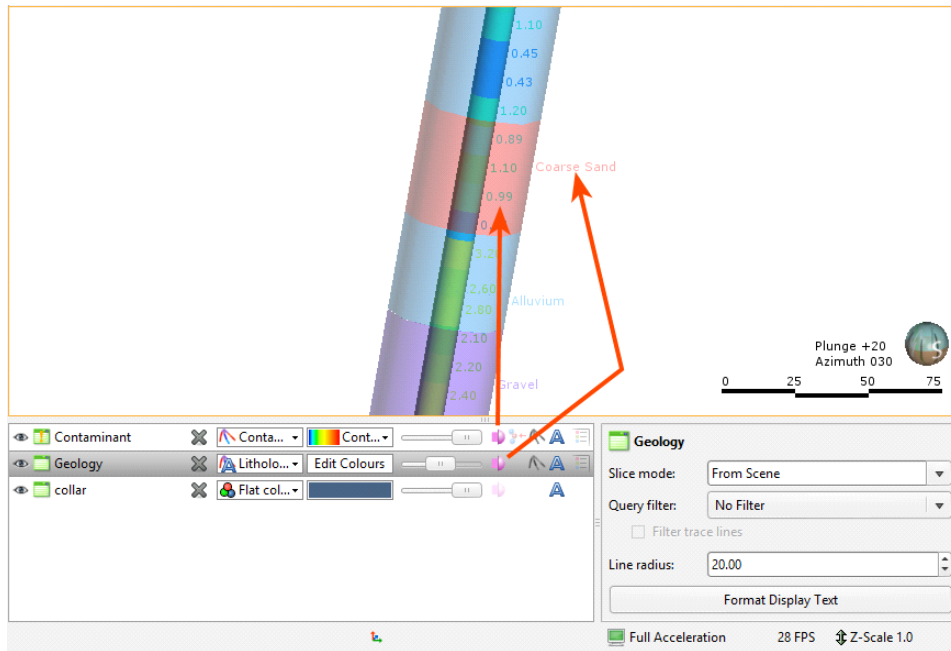 1.10
0.45
0.43
1.20
0.89
1.10
Coarse Sand
0.99
3.20
2.60
Alluvium
2.80
2.10
2.20
Gravel
2.40
S
Plunge +20
Azimuth 030
0 25 50 75
Contaminant Conta... Cont...
Geology Litholo... Edit Colours
collar Flat col...
Geology
Slice mode: From Scene
Query filter: No Filter
Filter trace lines
Line radius: 20.00
Format Display Text
Full Acceleration 28 FPS Z-Scale 1.0